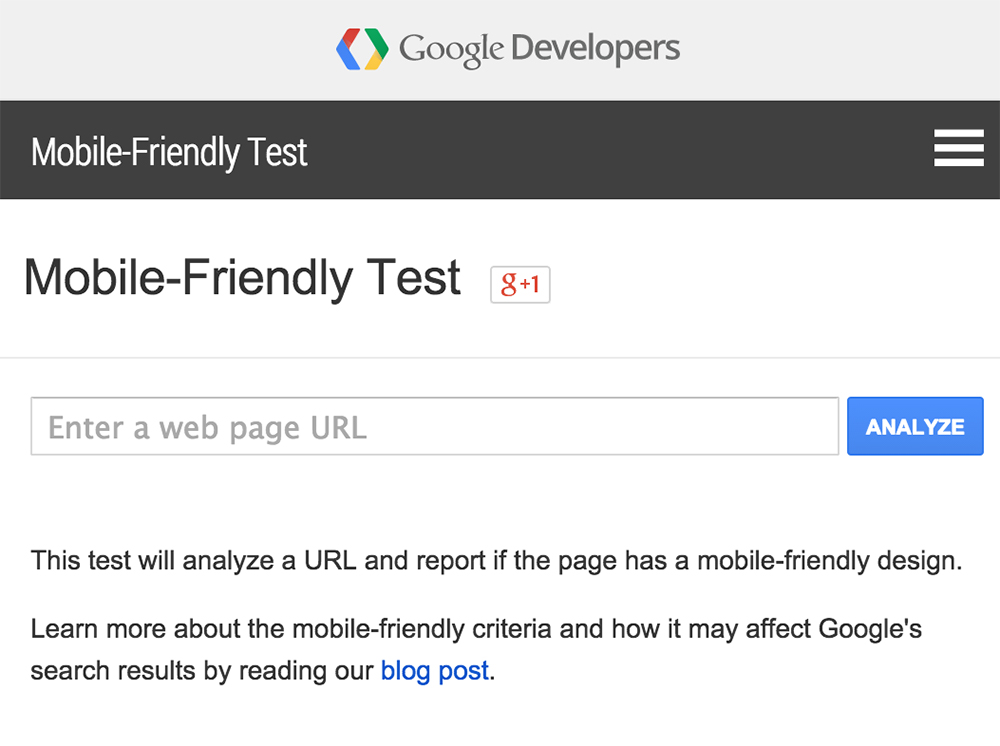 Google Developers
Mobile-Friendly Test
Mobile-Friendly Test g+1
Enter a web page URL ANALYZE
This test will analyze a URL and report if the page has a mobile-friendly design.
Learn more about the mobile-friendly criteria and how it may affect Google's
search results by reading our blog post.